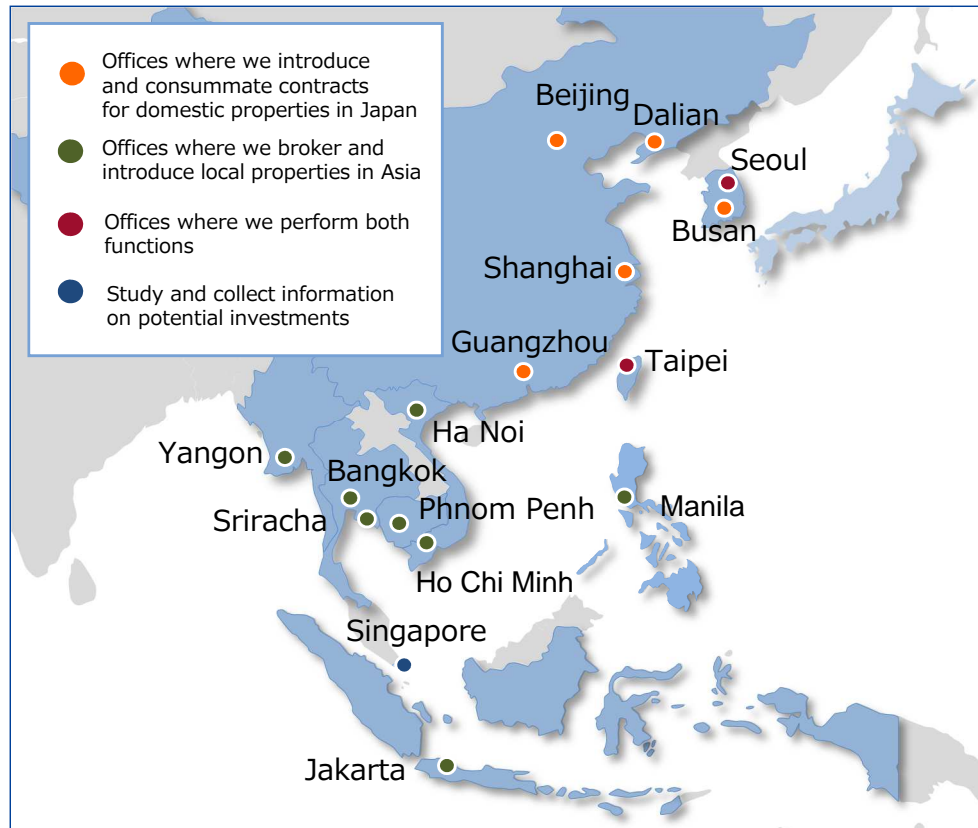 Offices where we introduce
and consummate contracts
for domestic properties in Japan
Offices where we broker and
introduce local properties in Asia
Offices where we perform both
functions
Study and collect information
on potential investments
Beijing
Dalian
Seoul
Busan
Shanghai
Guangzhou
Taipei
Ha Noi
Yangon
Bangkok
Sriracha
Phnom Penh
Manila
Ho Chi Minh
Singapore
Jakarta